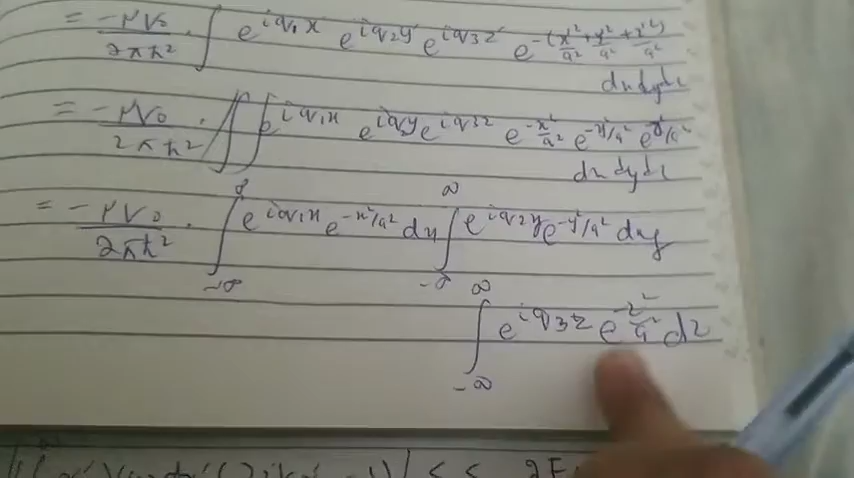 = -μV₀/2πħ² ∫ e^{iq₁x} e^{iq₂y} e^{iq₃z} e^{-(x²/a² + y²/a² + z²/a²)}
dx dy dz
= -μV₀/2πħ² · ∫∫ e^{iq₁x} e^{iqy} e^{iq₃z} e^{-x²/a²} e^{-y²/a²} e^{-z²/a²}
dx dy dz
= -μV₀/2πħ² · ∫_{-∞}^{∞} e^{iq₁x} e^{-x²/a²} dx ∫_{-∞}^{∞} e^{iq₂y} e^{-y²/a²} dy
∫_{-∞}^{∞} e^{iq₃z} e^{-z²/a²} dz